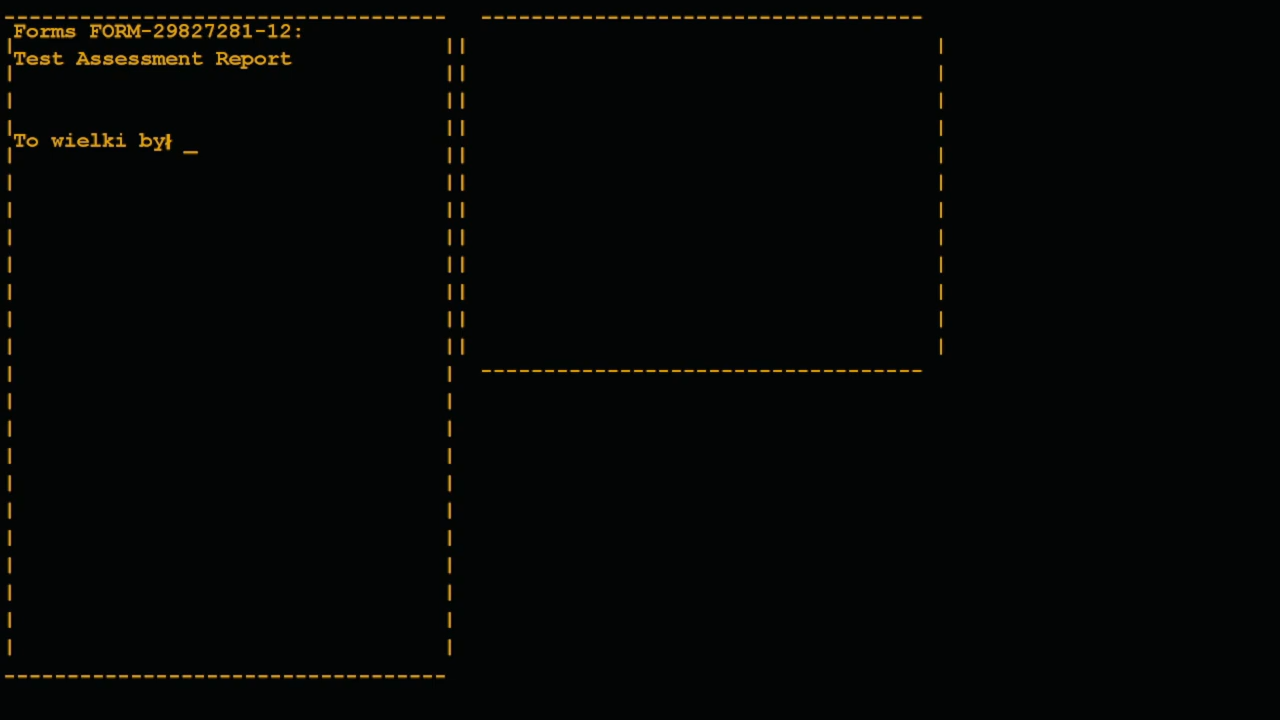 Forms FORM-29827281-12:
Test Assessment Report
To wielki był _